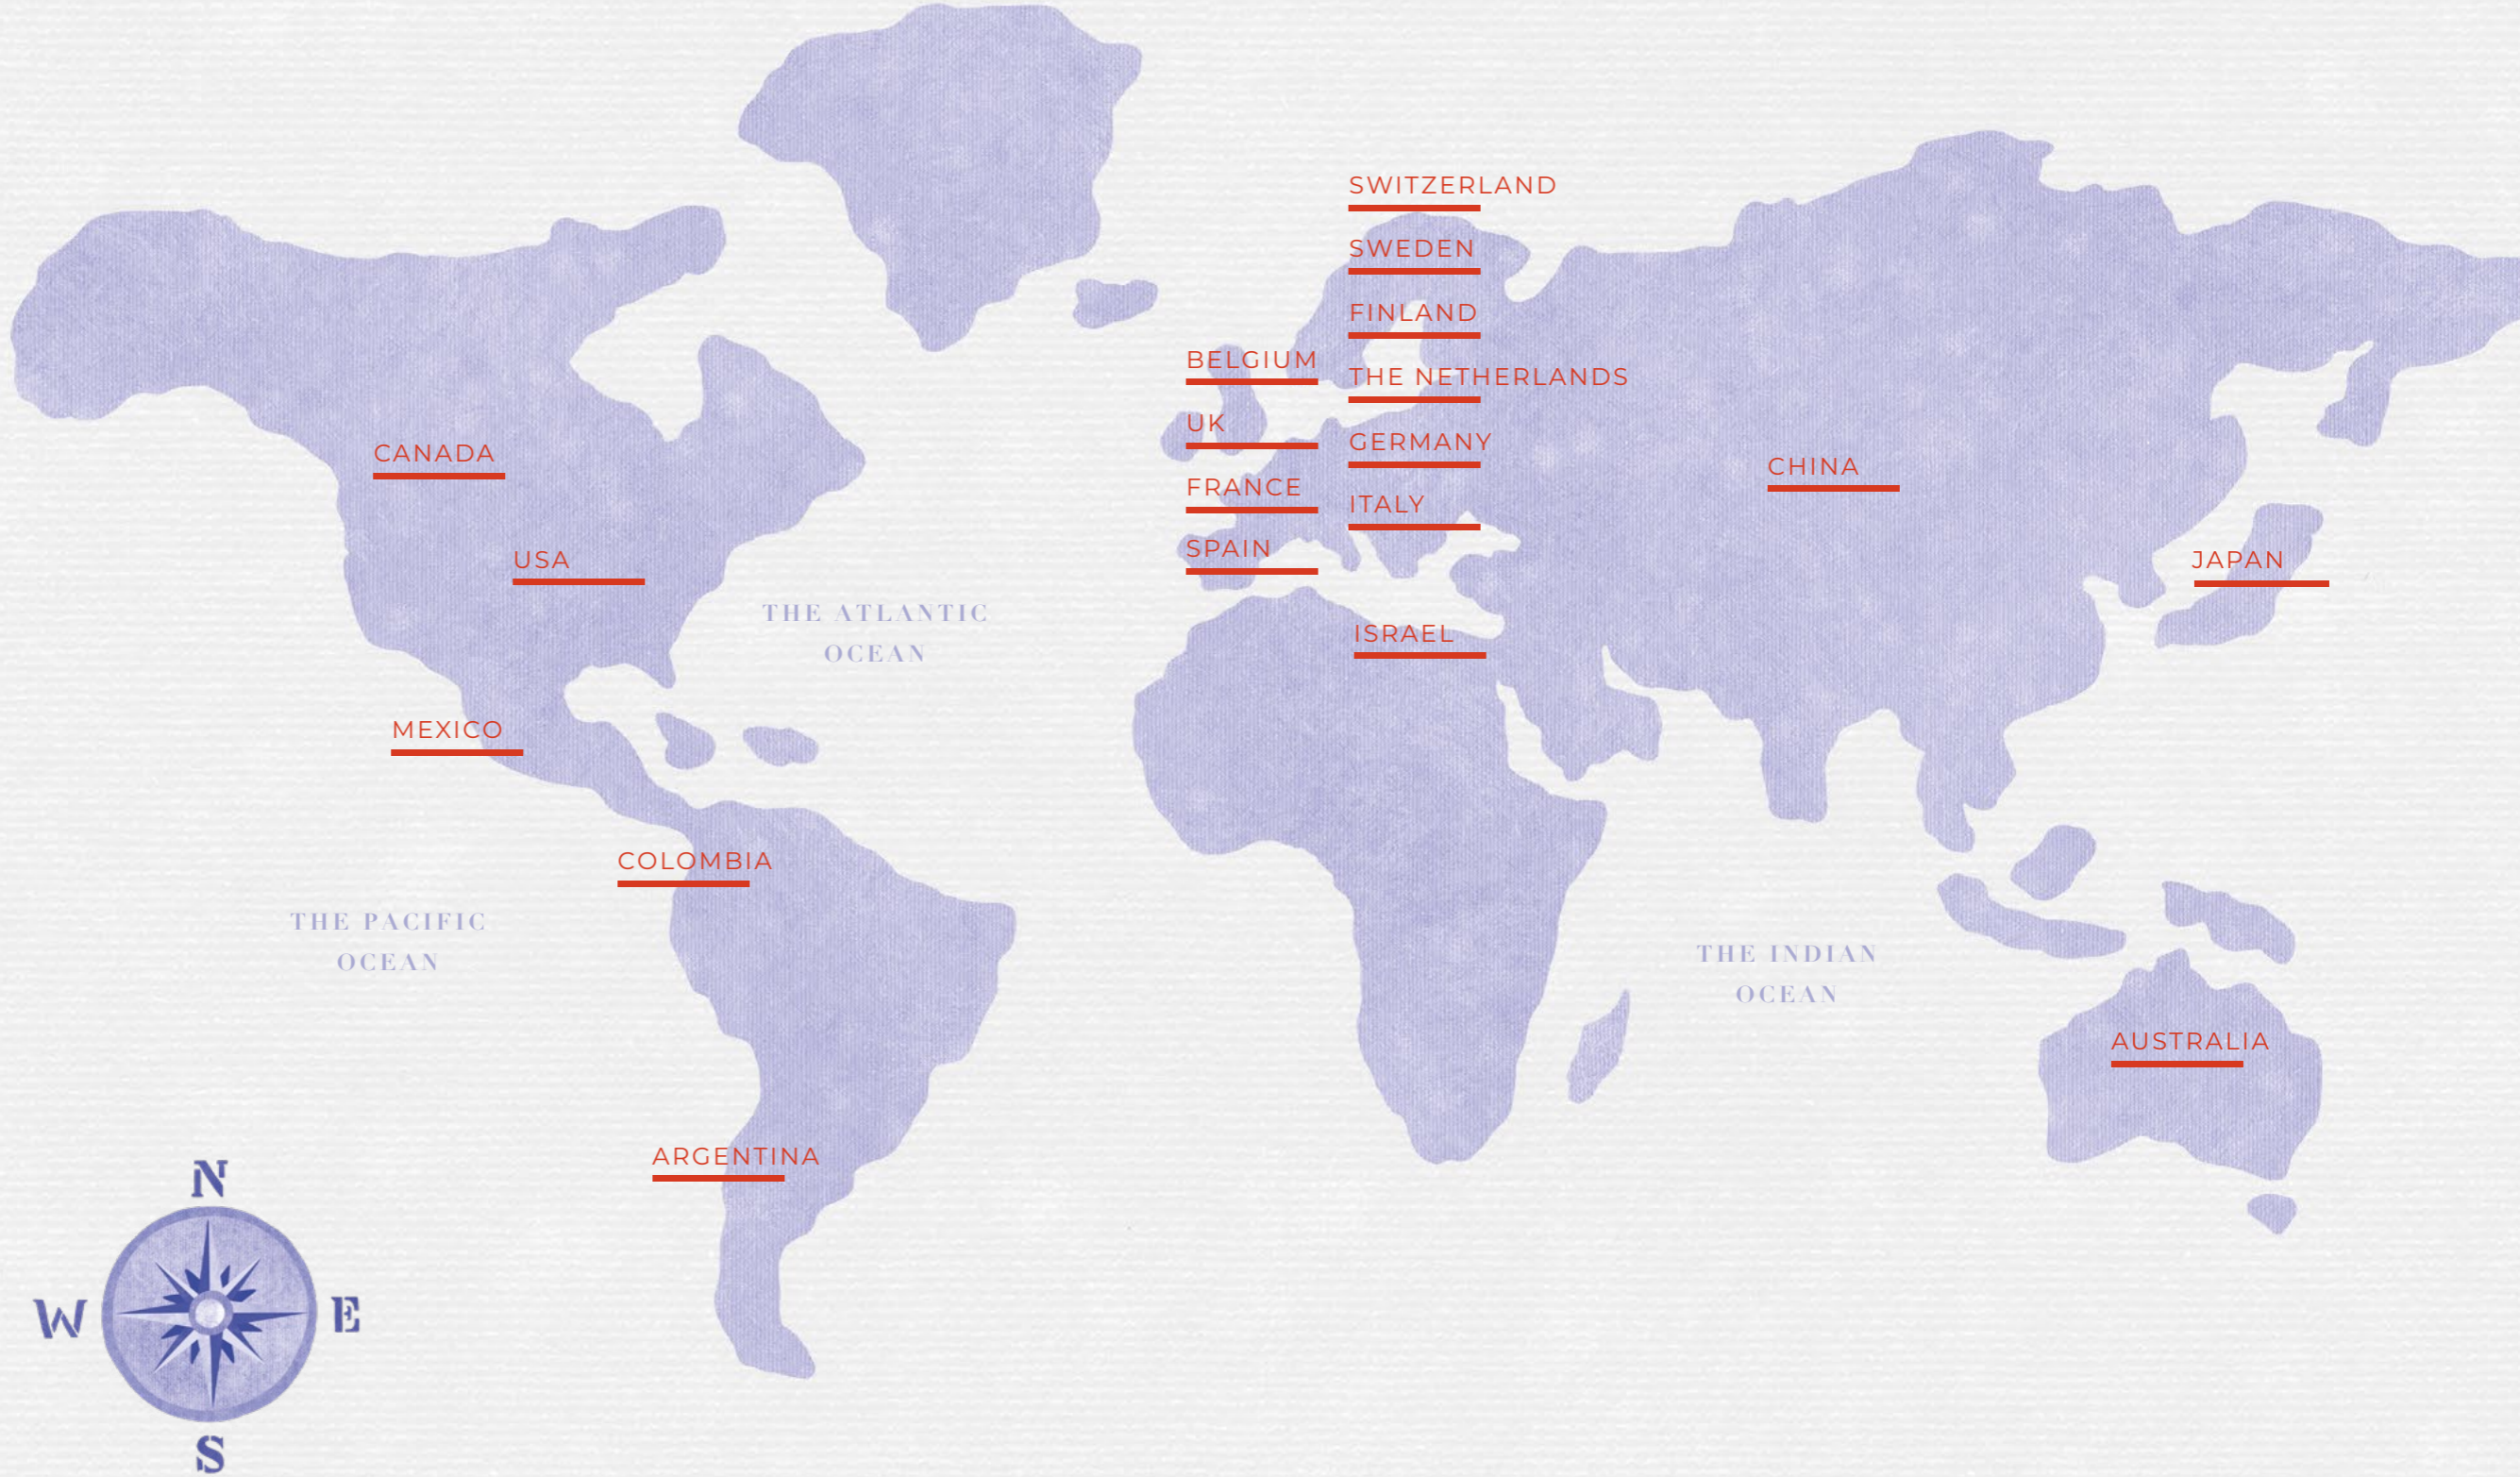 SWITZERLAND
SWEDEN
FINLAND
BELGIUM
THE NETHERLANDS
UK
GERMANY
CANADA
CHINA
FRANCE
ITALY
SPAIN
USA
JAPAN
THE ATLANTIC
OCEAN
ISRAEL
MEXICO
COLOMBIA
THE PACIFIC
OCEAN
THE INDIAN
OCEAN
AUSTRALIA
ARGENTINA
N
W
E
S